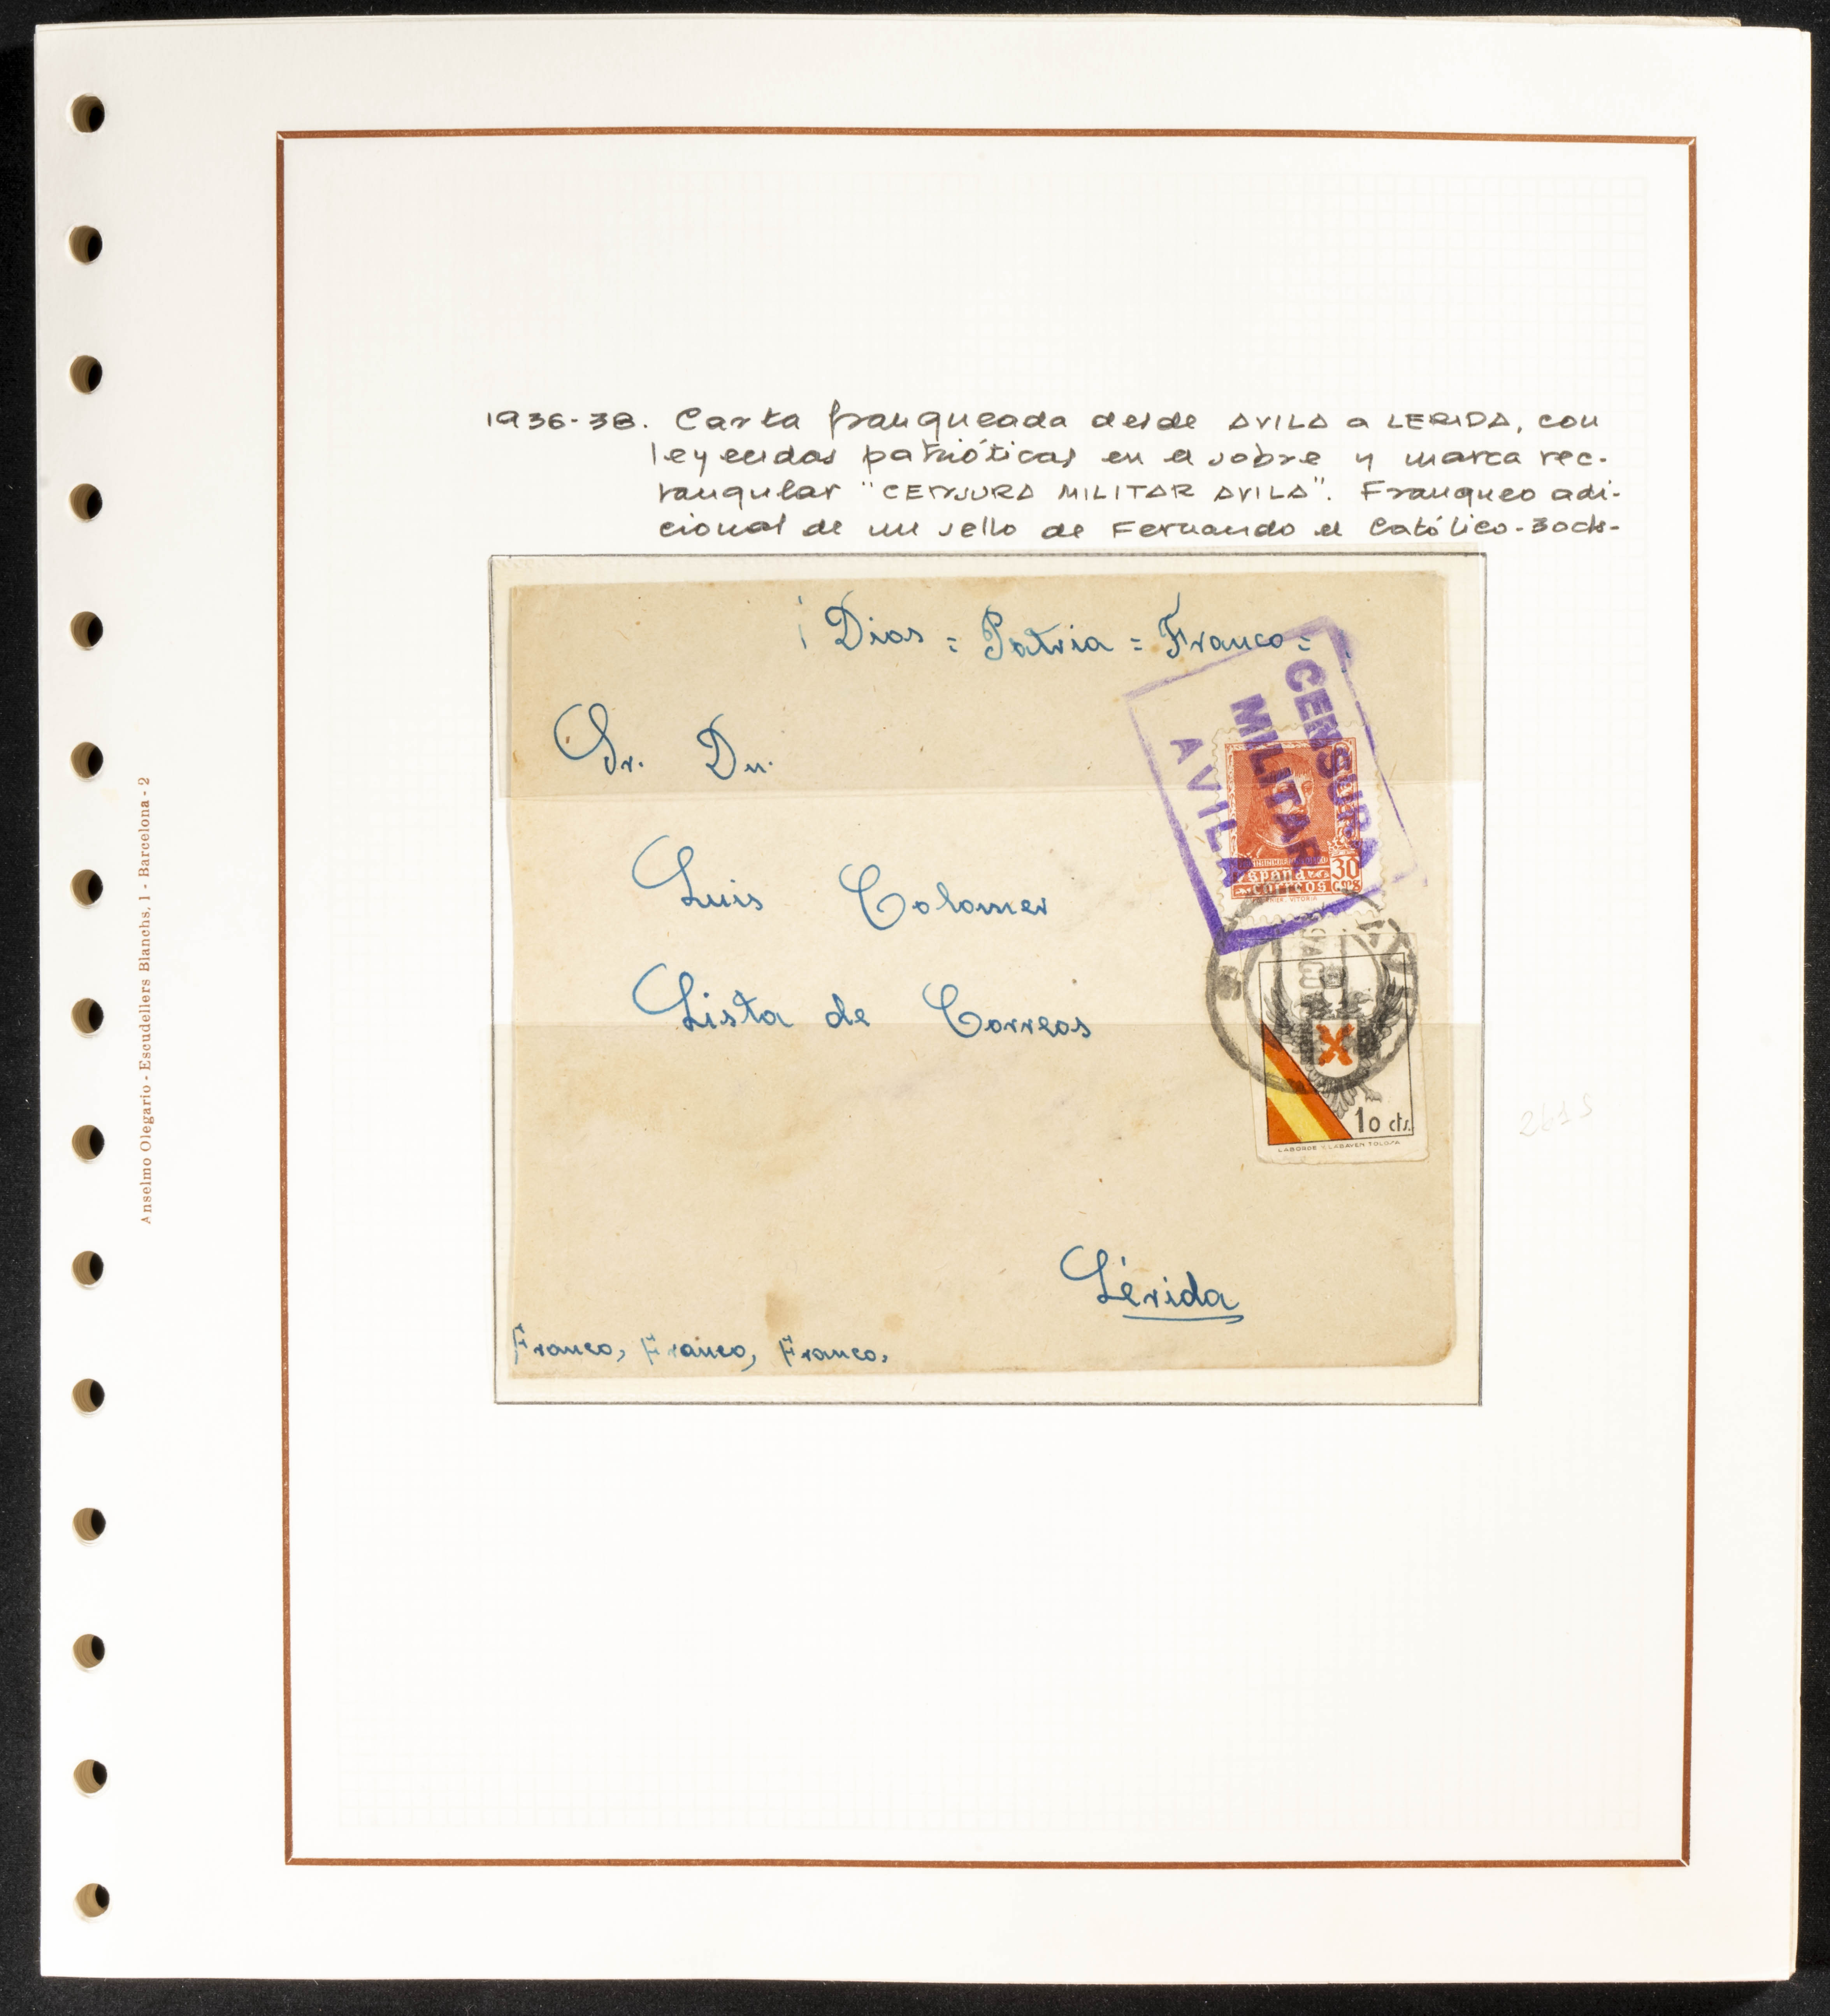 1936-38. Carta franqueada desde AVILA a LERIDA, con
leyendas patrióticas en el sobre y marca rec-
tangular "CENSURA MILITAR AVILA". Franqueo adi-
cional de un sello de Fernando el Católico-30cts-
¡Dios = Patria = Franco =!
Sr. Dn.
CENSURA
MILITAR
AVILA
Luis Colomer
España 30
CORREOS CTS
Lista de Correos
10 cts.
LABORDE Y LABAYEN TOLOSA
Lérida
Franco, Franco, Franco.
Anselmo Olegario - Escudellers Blanchs, 1 - Barcelona - 2